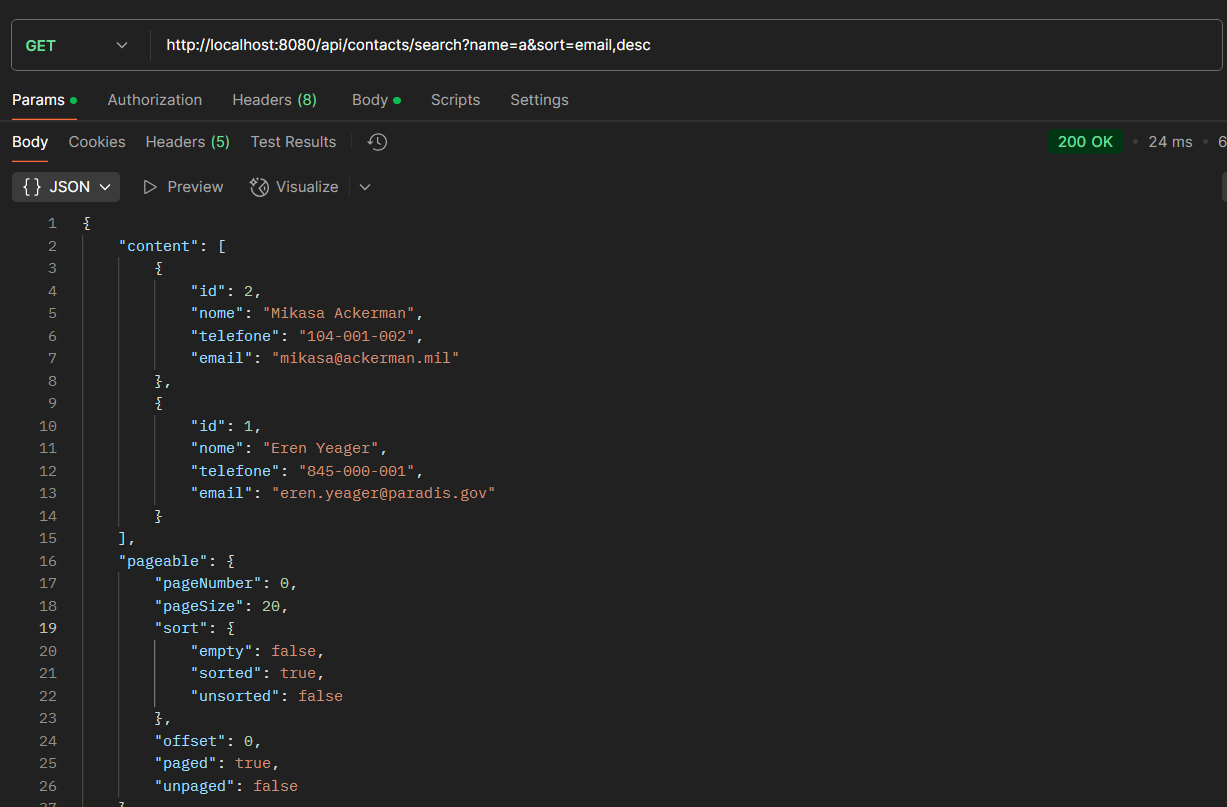 GET http://localhost:8080/api/contacts/search?name=a&sort=email,desc
Params Authorization Headers (8) Body Scripts Settings
Body Cookies Headers (5) Test Results 200 OK 24 ms 6
{} JSON Preview Visualize
1 {
2 "content": [
3 {
4 "id": 2,
5 "nome": "Mikasa Ackerman",
6 "telefone": "104-001-002",
7 "email": "mikasa@ackerman.mil"
8 },
9 {
10 "id": 1,
11 "nome": "Eren Yeager",
12 "telefone": "845-000-001",
13 "email": "eren.yeager@paradis.gov"
14 }
15 ],
16 "pageable": {
17 "pageNumber": 0,
18 "pageSize": 20,
19 "sort": {
20 "empty": false,
21 "sorted": true,
22 "unsorted": false
23 },
24 "offset": 0,
25 "paged": true,
26 "unpaged": false